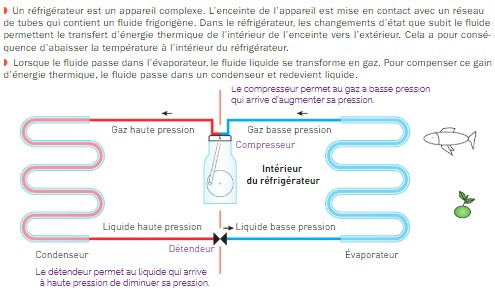 Un réfrigérateur est un appareil complexe. L'enceinte de l'appareil est mise en contact avec un réseau
de tubes qui contient un fluide frigorigène. Dans le réfrigérateur, les changements d'état que subit le fluide
permettent le transfert d'énergie thermique de l'intérieur de l'enceinte vers l'extérieur. Cela a pour consé-
quence d'abaisser la température à l'intérieur du réfrigérateur.
Lorsque le fluide passe dans l'évaporateur, le fluide liquide se transforme en gaz. Pour compenser ce gain
d'énergie thermique, le fluide passe dans un condenseur et redevient liquide.
Le compresseur permet au gaz a basse pression
qui arrive d'augmenter sa pression.
Gaz haute pression
Gaz basse pression
Compresseur
Intérieur
du réfrigérateur
Liquide haute pression
Liquide basse pression
Détendeur
Condenseur
Évaporateur
Le détendeur permet au liquide qui arrive
à haute pression de diminuer sa pression.